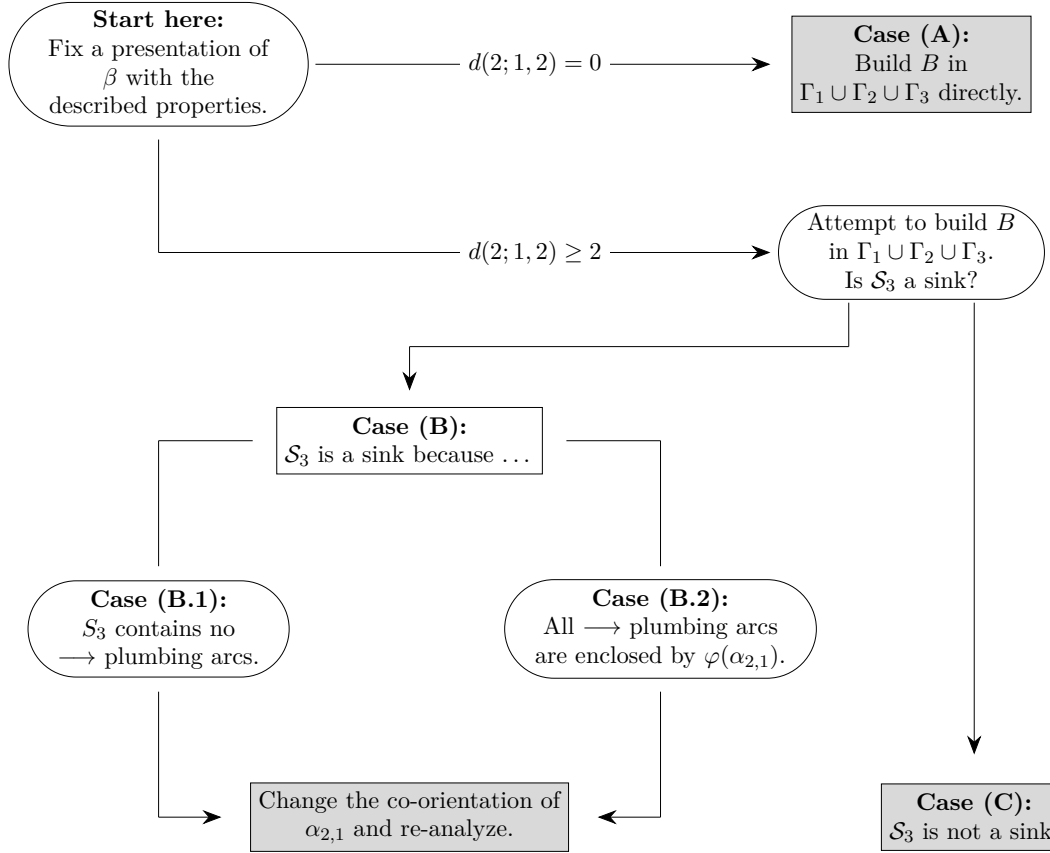 Start here:
Fix a presentation of
β with the
described properties.
d(2; 1, 2) = 0
Case (A):
Build B in
Γ₁ ∪ Γ₂ ∪ Γ₃ directly.
d(2; 1, 2) ≥ 2
Attempt to build B
in Γ₁ ∪ Γ₂ ∪ Γ₃.
Is 𝒮₃ a sink?
Case (B):
𝒮₃ is a sink because . . .
Case (B.1):
S₃ contains no
⟶ plumbing arcs.
Case (B.2):
All ⟶ plumbing arcs
are enclosed by φ(α₂,₁).
Change the co-orientation of
α₂,₁ and re-analyze.
Case (C):
𝒮₃ is not a sink